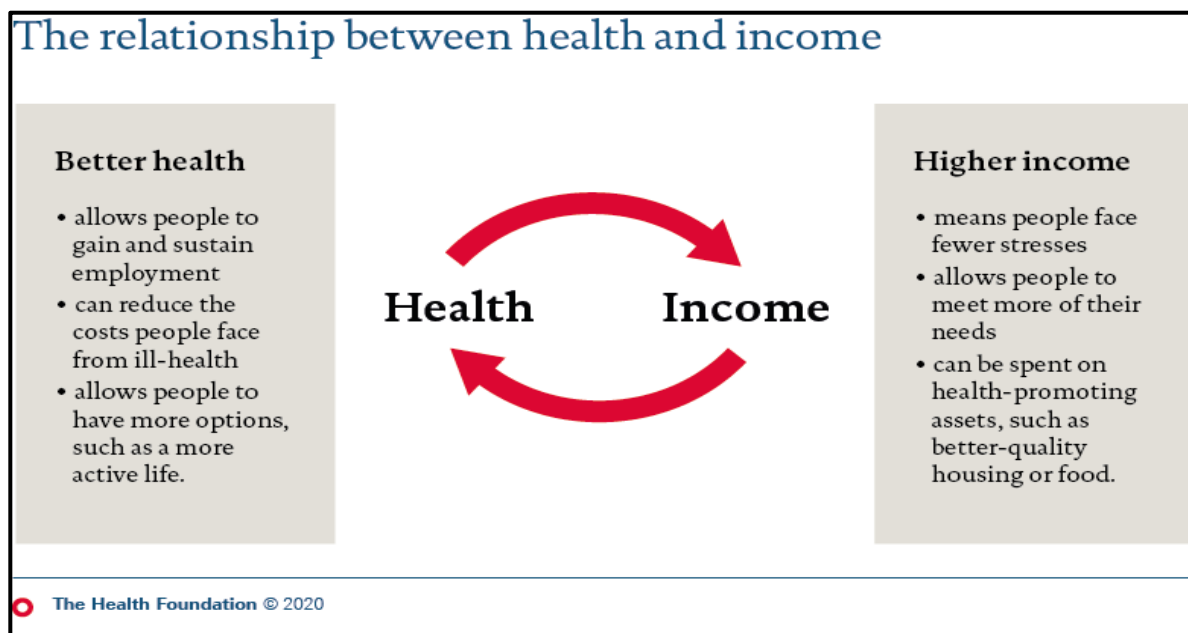 The relationship between health and income
Better health
• allows people to
gain and sustain
employment
• can reduce the
costs people face
from ill-health
• allows people to
have more options,
such as a more
active life.
Health
Income
Higher income
• means people face
fewer stresses
• allows people to
meet more of their
needs
• can be spent on
health-promoting
assets, such as
better-quality
housing or food.
The Health Foundation © 2020